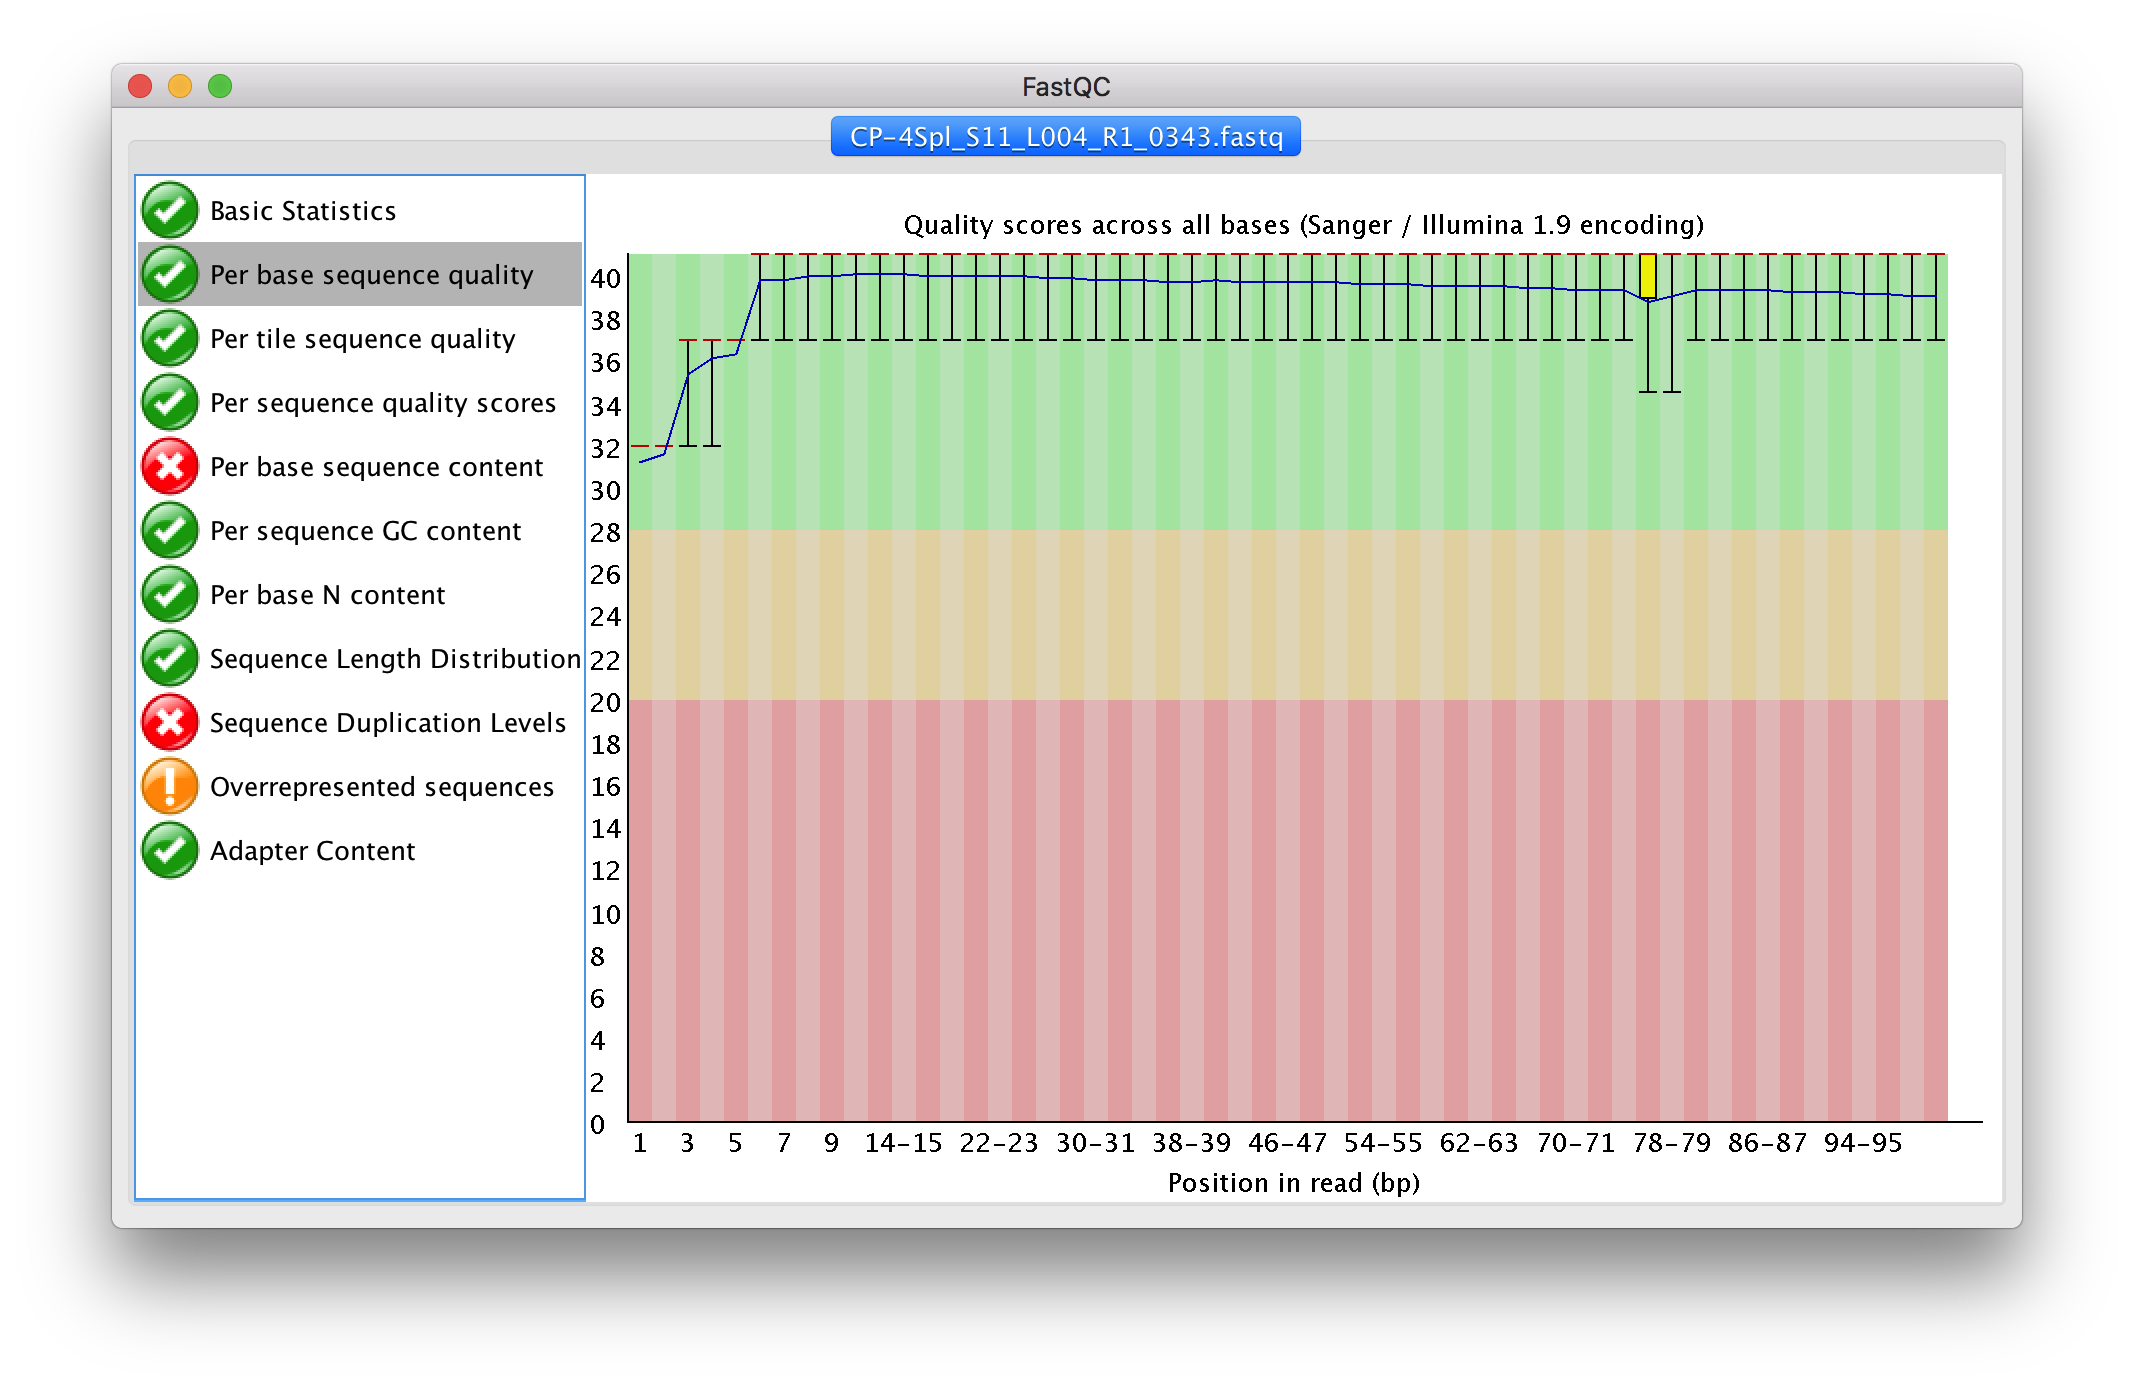 FastQC
CP-4Spl_S11_L004_R1_0343.fastq
Basic Statistics
Per base sequence quality
Per tile sequence quality
Per sequence quality scores
Per base sequence content
Per sequence GC content
Per base N content
Sequence Length Distribution
Sequence Duplication Levels
Overrepresented sequences
Adapter Content
Quality scores across all bases (Sanger / Illumina 1.9 encoding)
40
38
36
34
32
30
28
26
24
22
20
18
16
14
12
10
8
6
4
2
0
1 3 5 7 9 14-15 22-23 30-31 38-39 46-47 54-55 62-63 70-71 78-79 86-87 94-95
Position in read (bp)